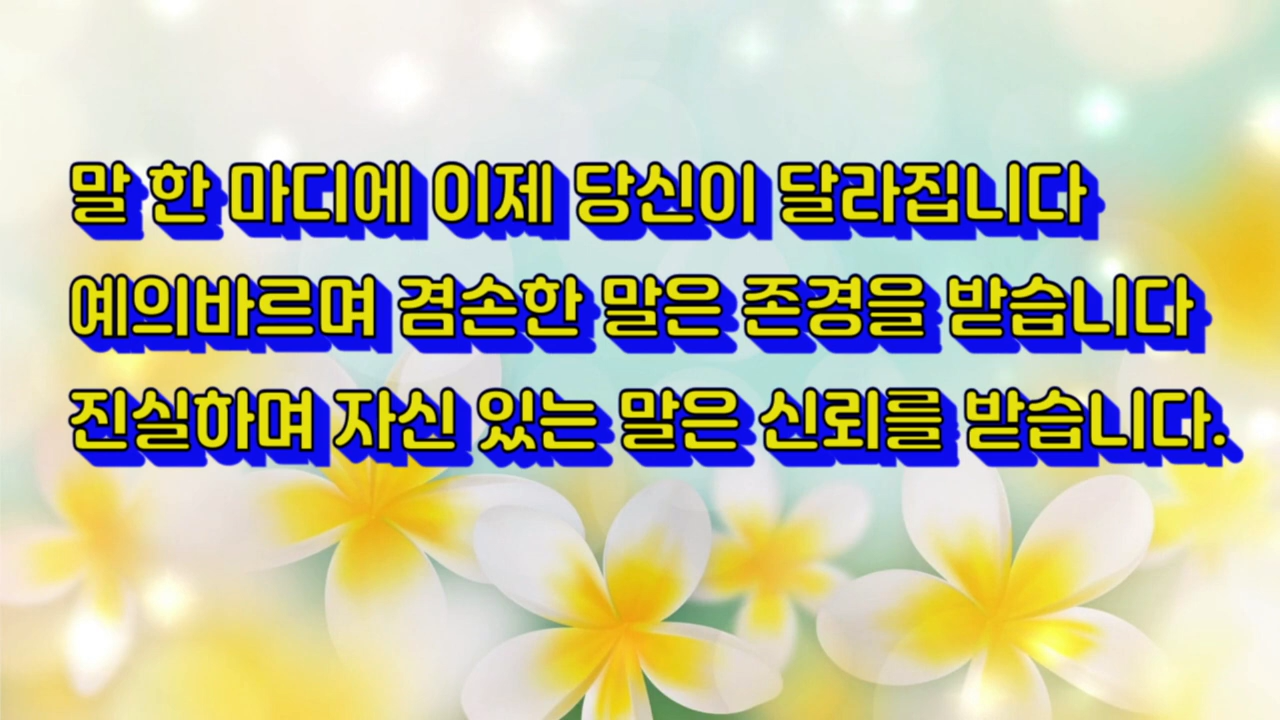 말 한 마디에 이제 당신이 달라집니다
예의바르며 겸손한 말은 존경을 받습니다
진실하며 자신 있는 말은 신뢰를 받습니다.